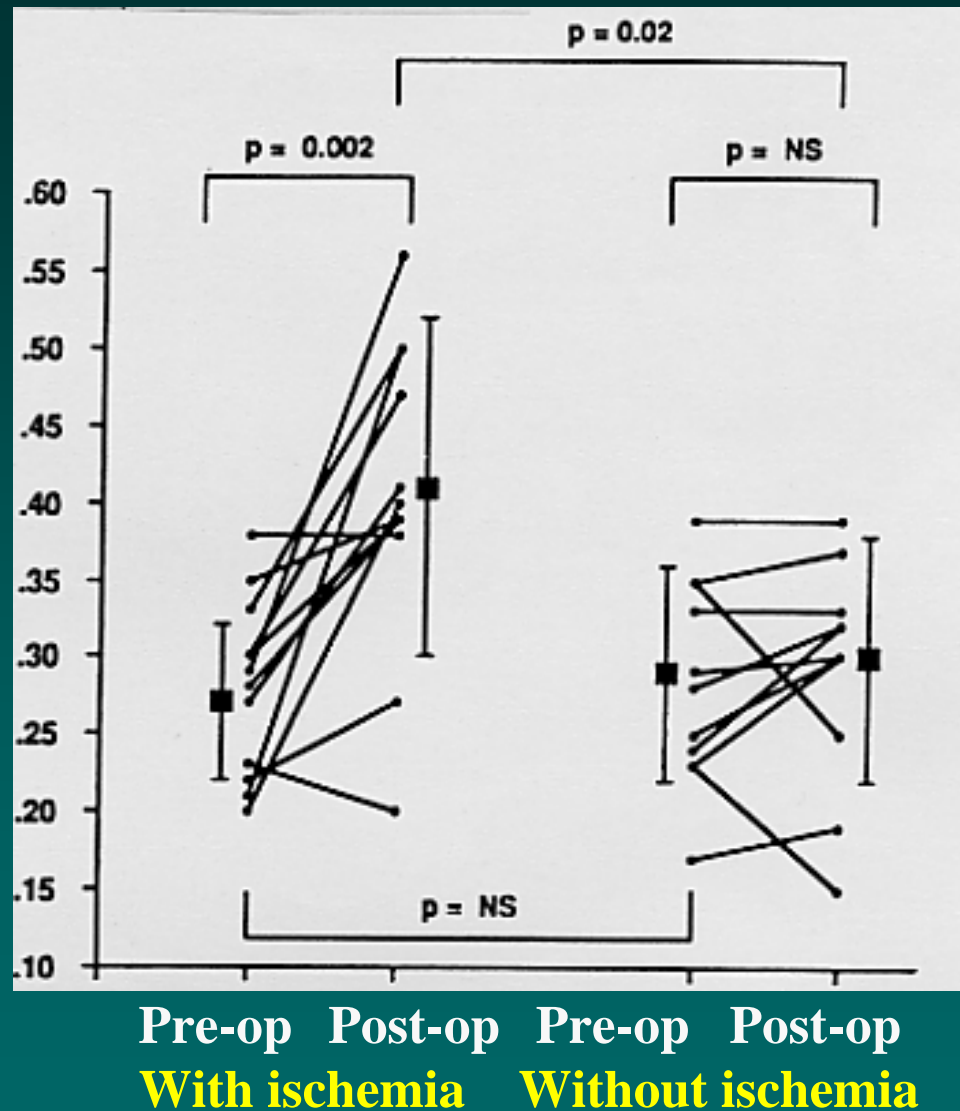 p = 0.02
p = 0.002
p = NS
.60
.55
.50
.45
.40
.35
.30
.25
.20
.15
.10
p = NS
Pre-op Post-op Pre-op Post-op
With ischemia Without ischemia